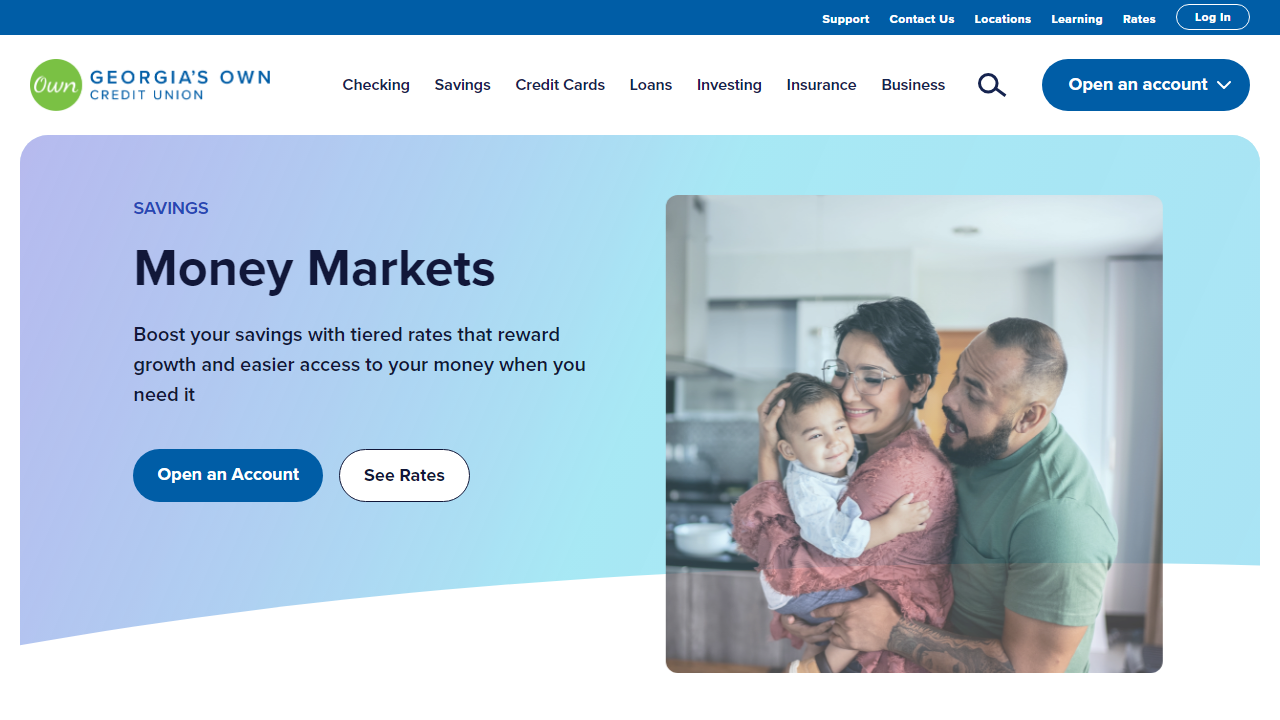 Support
Contact Us
Locations
Learning
Rates
Log In
Own
GEORGIA'S OWN
CREDIT UNION
Checking
Savings
Credit Cards
Loans
Investing
Insurance
Business
Open an account
SAVINGS
Money Markets
Boost your savings with tiered rates that reward
growth and easier access to your money when you
need it
Open an Account
See Rates